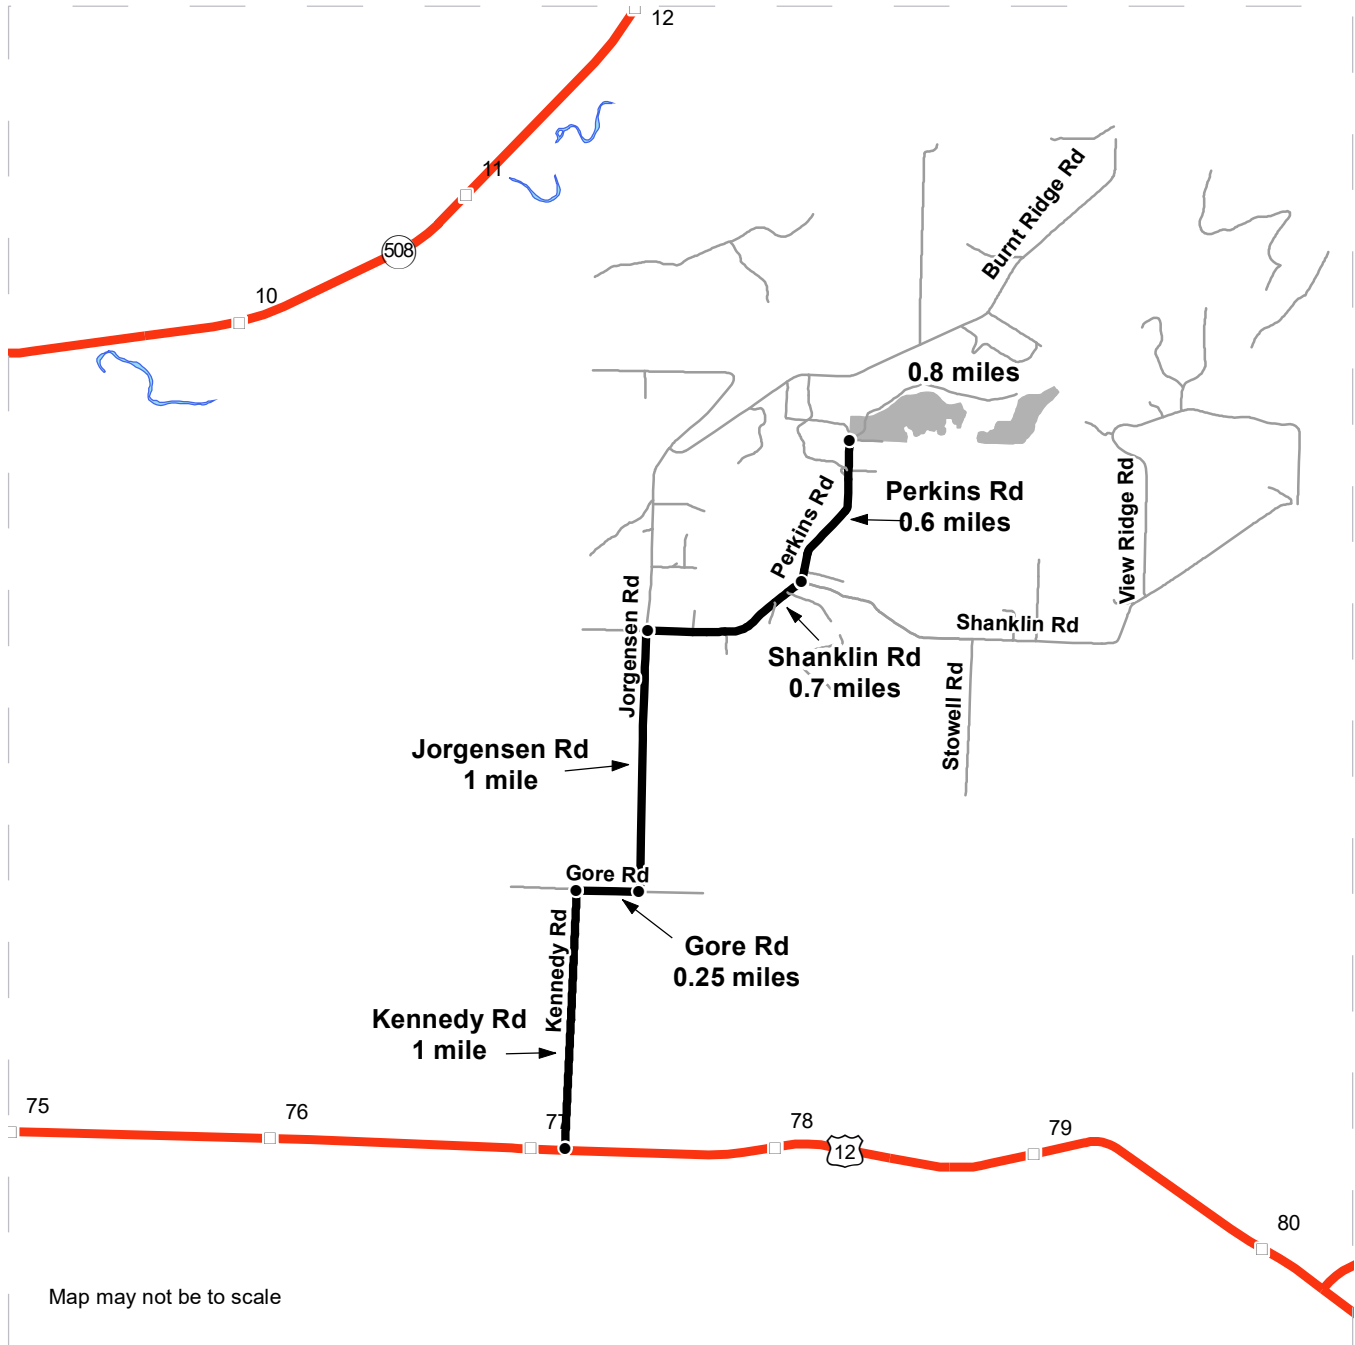 12
11
508
10
Burnt Ridge Rd
0.8 miles
Perkins Rd
0.6 miles
Perkins Rd
View Ridge Rd
Jorgensen Rd
Shanklin Rd
Shanklin Rd
0.7 miles
Stowell Rd
Jorgensen Rd
1 mile
Gore Rd
Kennedy Rd
Gore Rd
0.25 miles
Kennedy Rd
1 mile
75
76
77
78
12
79
80
Map may not be to scale